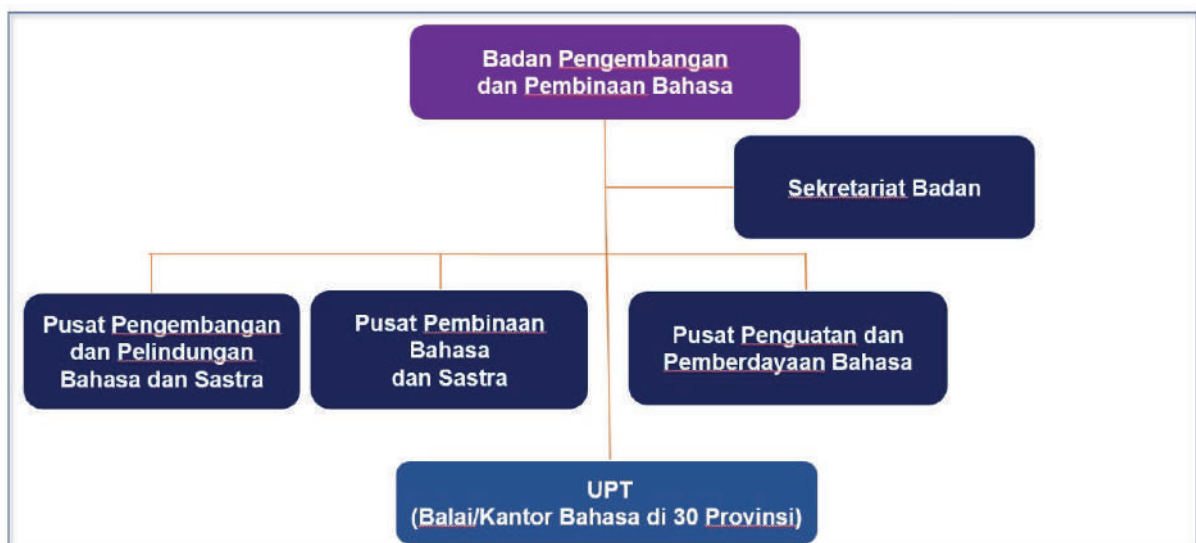 Badan Pengembangan
dan Pembinaan Bahasa
Sekretariat Badan
Pusat Pengembangan
dan Pelindungan
Bahasa dan Sastra
Pusat Pembinaan
Bahasa
dan Sastra
Pusat Penguatan dan
Pemberdayaan Bahasa
UPT
(Balai/Kantor Bahasa di 30 Provinsi)